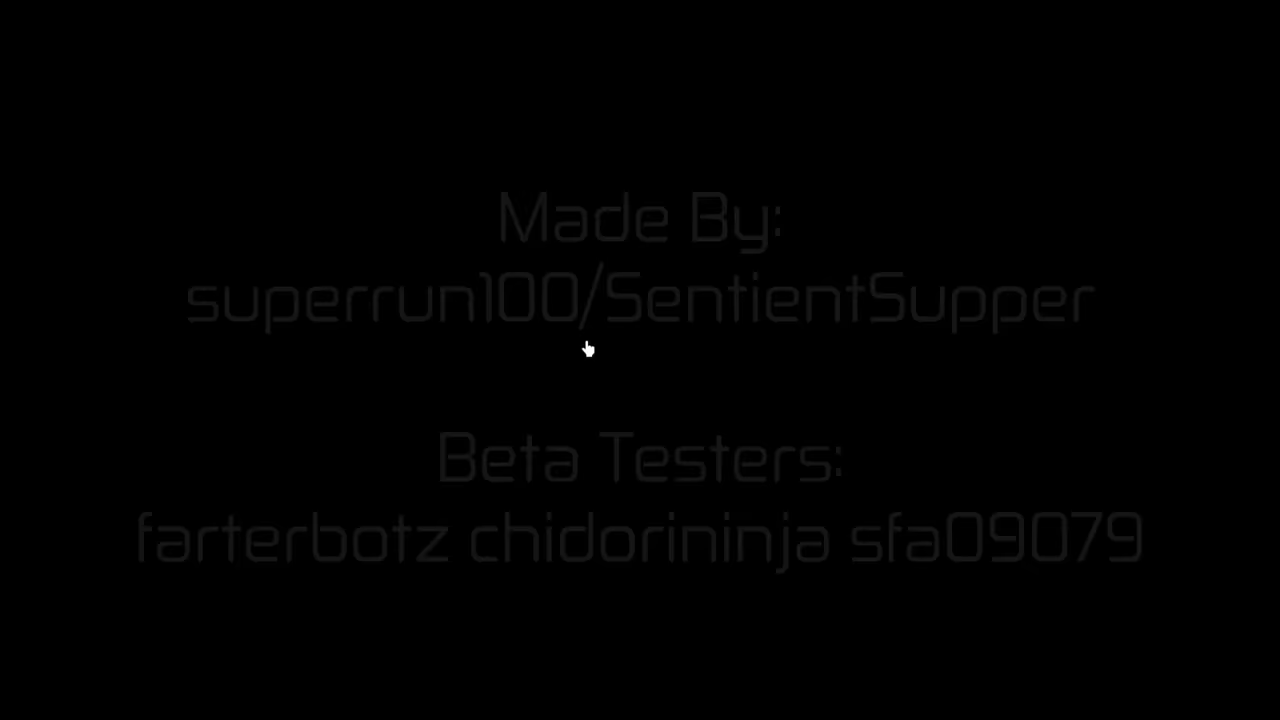 Made By:
superrun100/SentientSupper
Beta Testers:
farterbotz chidorininja sfa09079